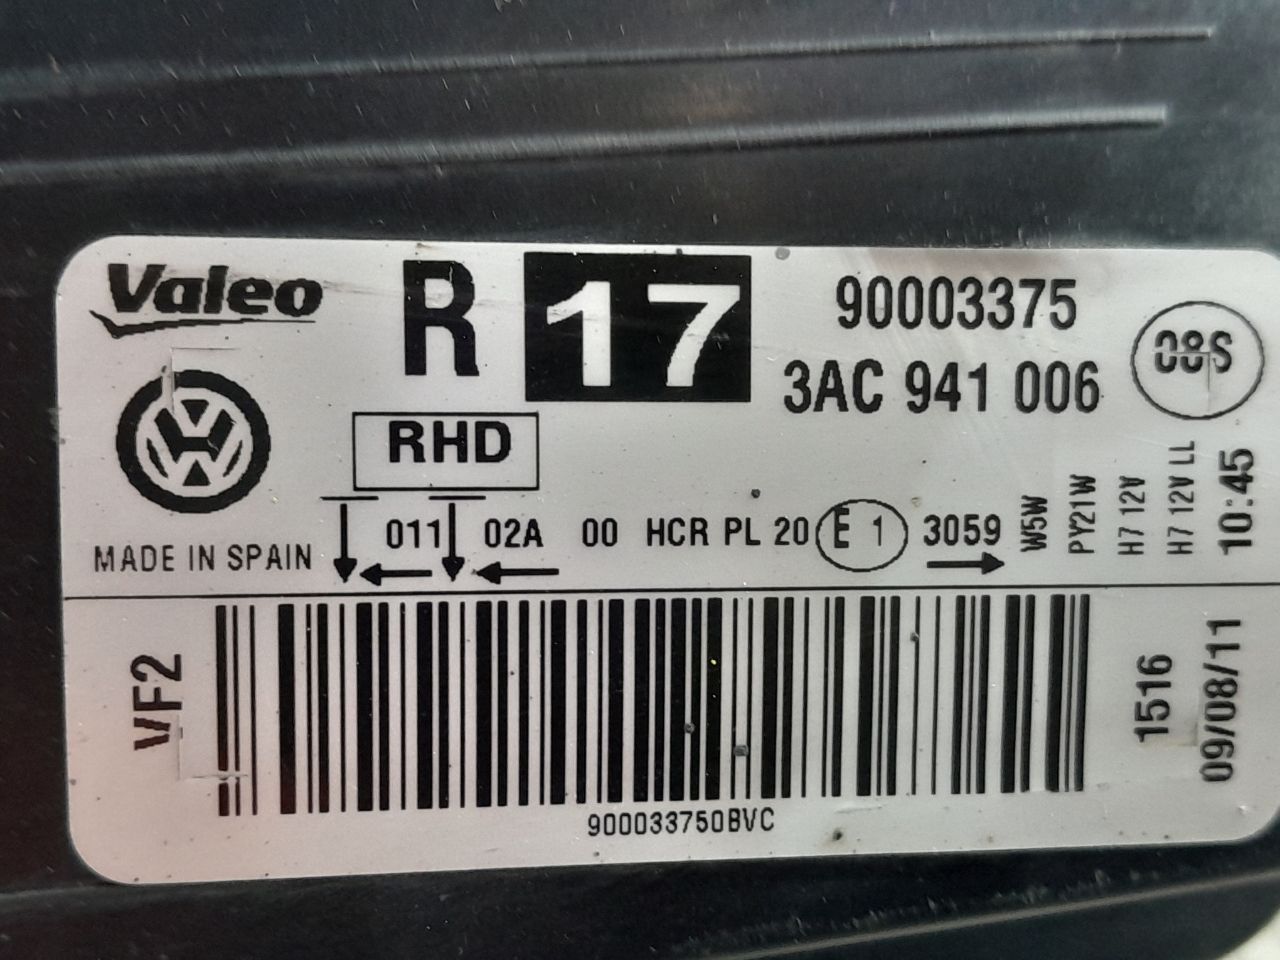 Valeo
R 17
90003375
3AC 941 006
08S
RHD
MADE IN SPAIN
011 02A 00 HCR PL 20 E 1 3059
W5W
PY21W
H7 12V
H7 12V LL
10:45
VF2
1516
09/08/11
900033750BVC